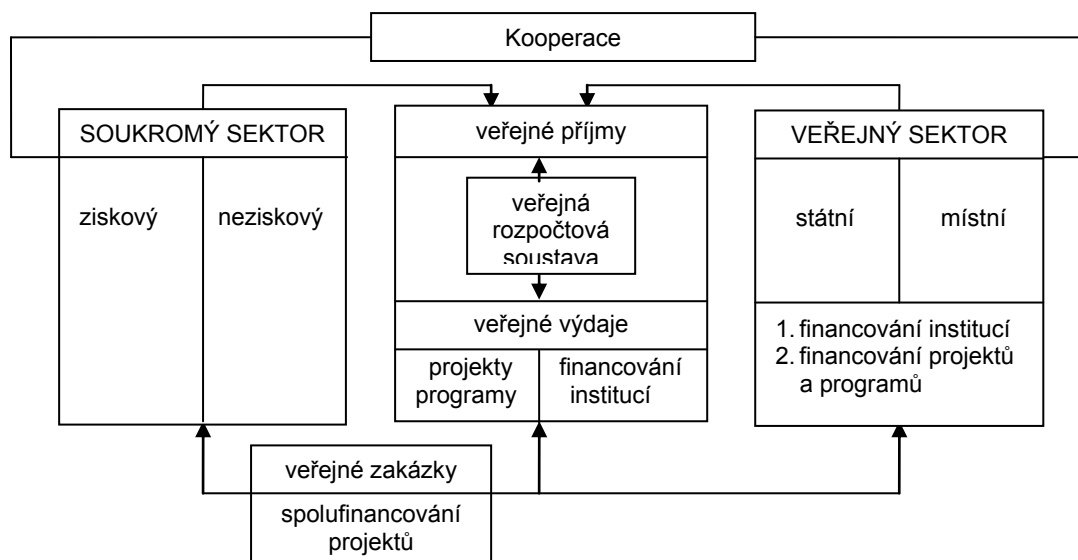 Kooperace
SOUKROMÝ SEKTOR
ziskový
neziskový
veřejné příjmy
veřejná
rozpočtová
soustava
veřejné výdaje
projekty
programy
financování
institucí
VEŘEJNÝ SEKTOR
státní
místní
1. financování institucí
2. financování projektů
a programů
veřejné zakázky
spolufinancování
projektů